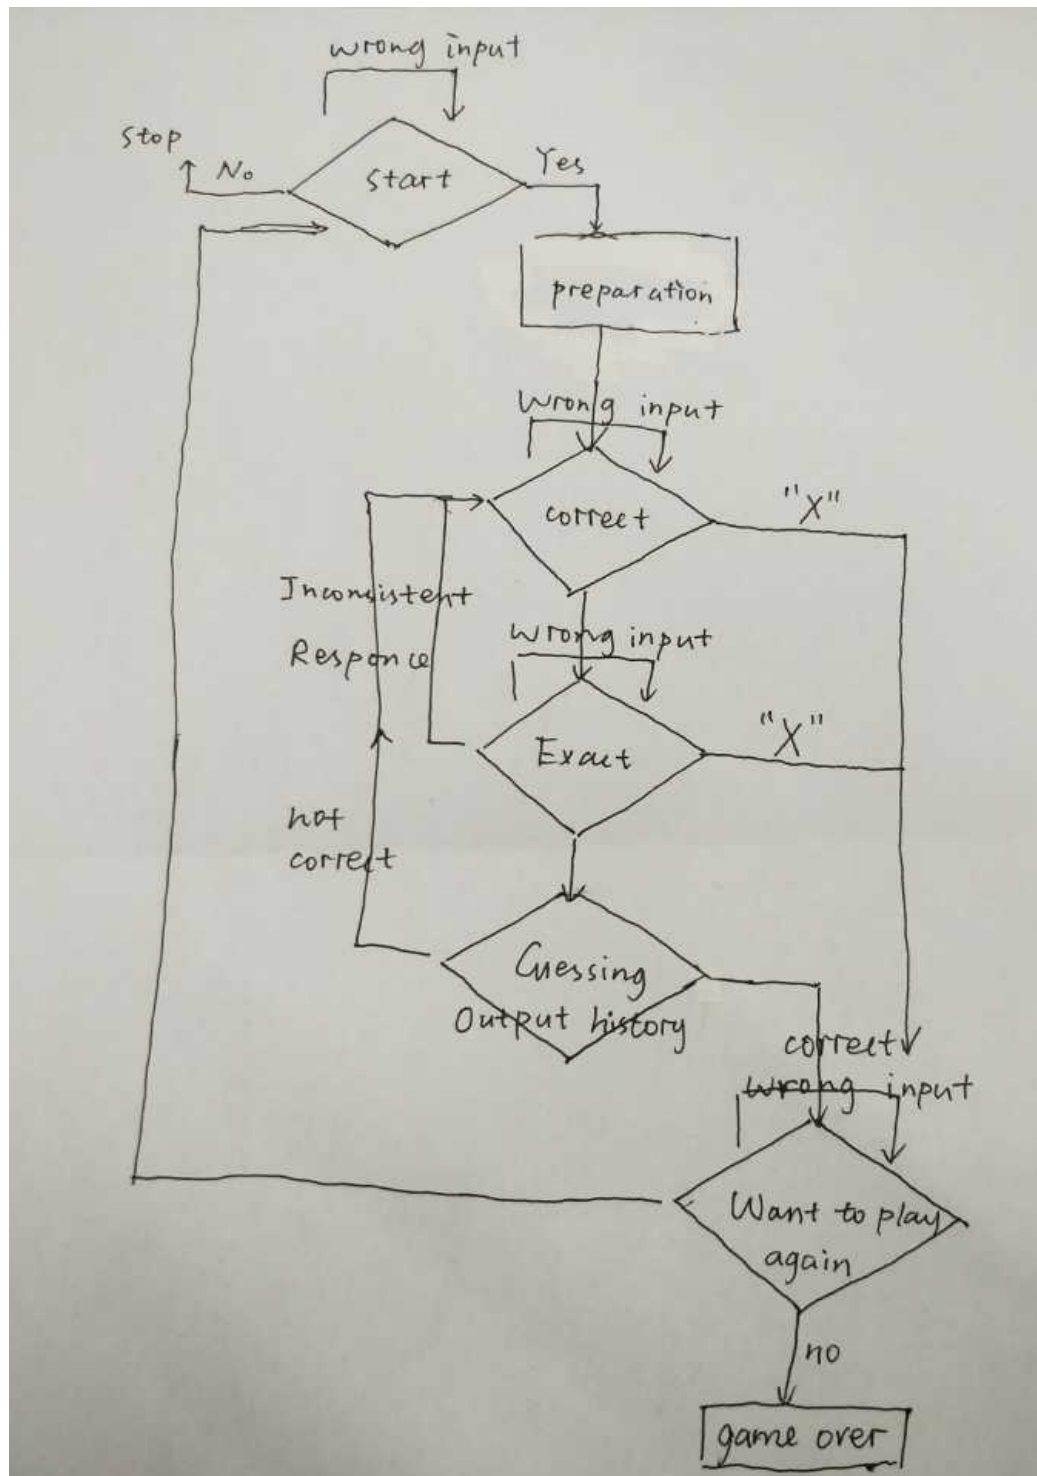 wrong input
Stop
No
Start
Yes
preparation
Wrong input
correct
"X"
Inconsistent
Responce
Wrong input
Exact
"X"
not
correct
Guessing
Output history
correct
wrong input
Want to play
again
no
game over